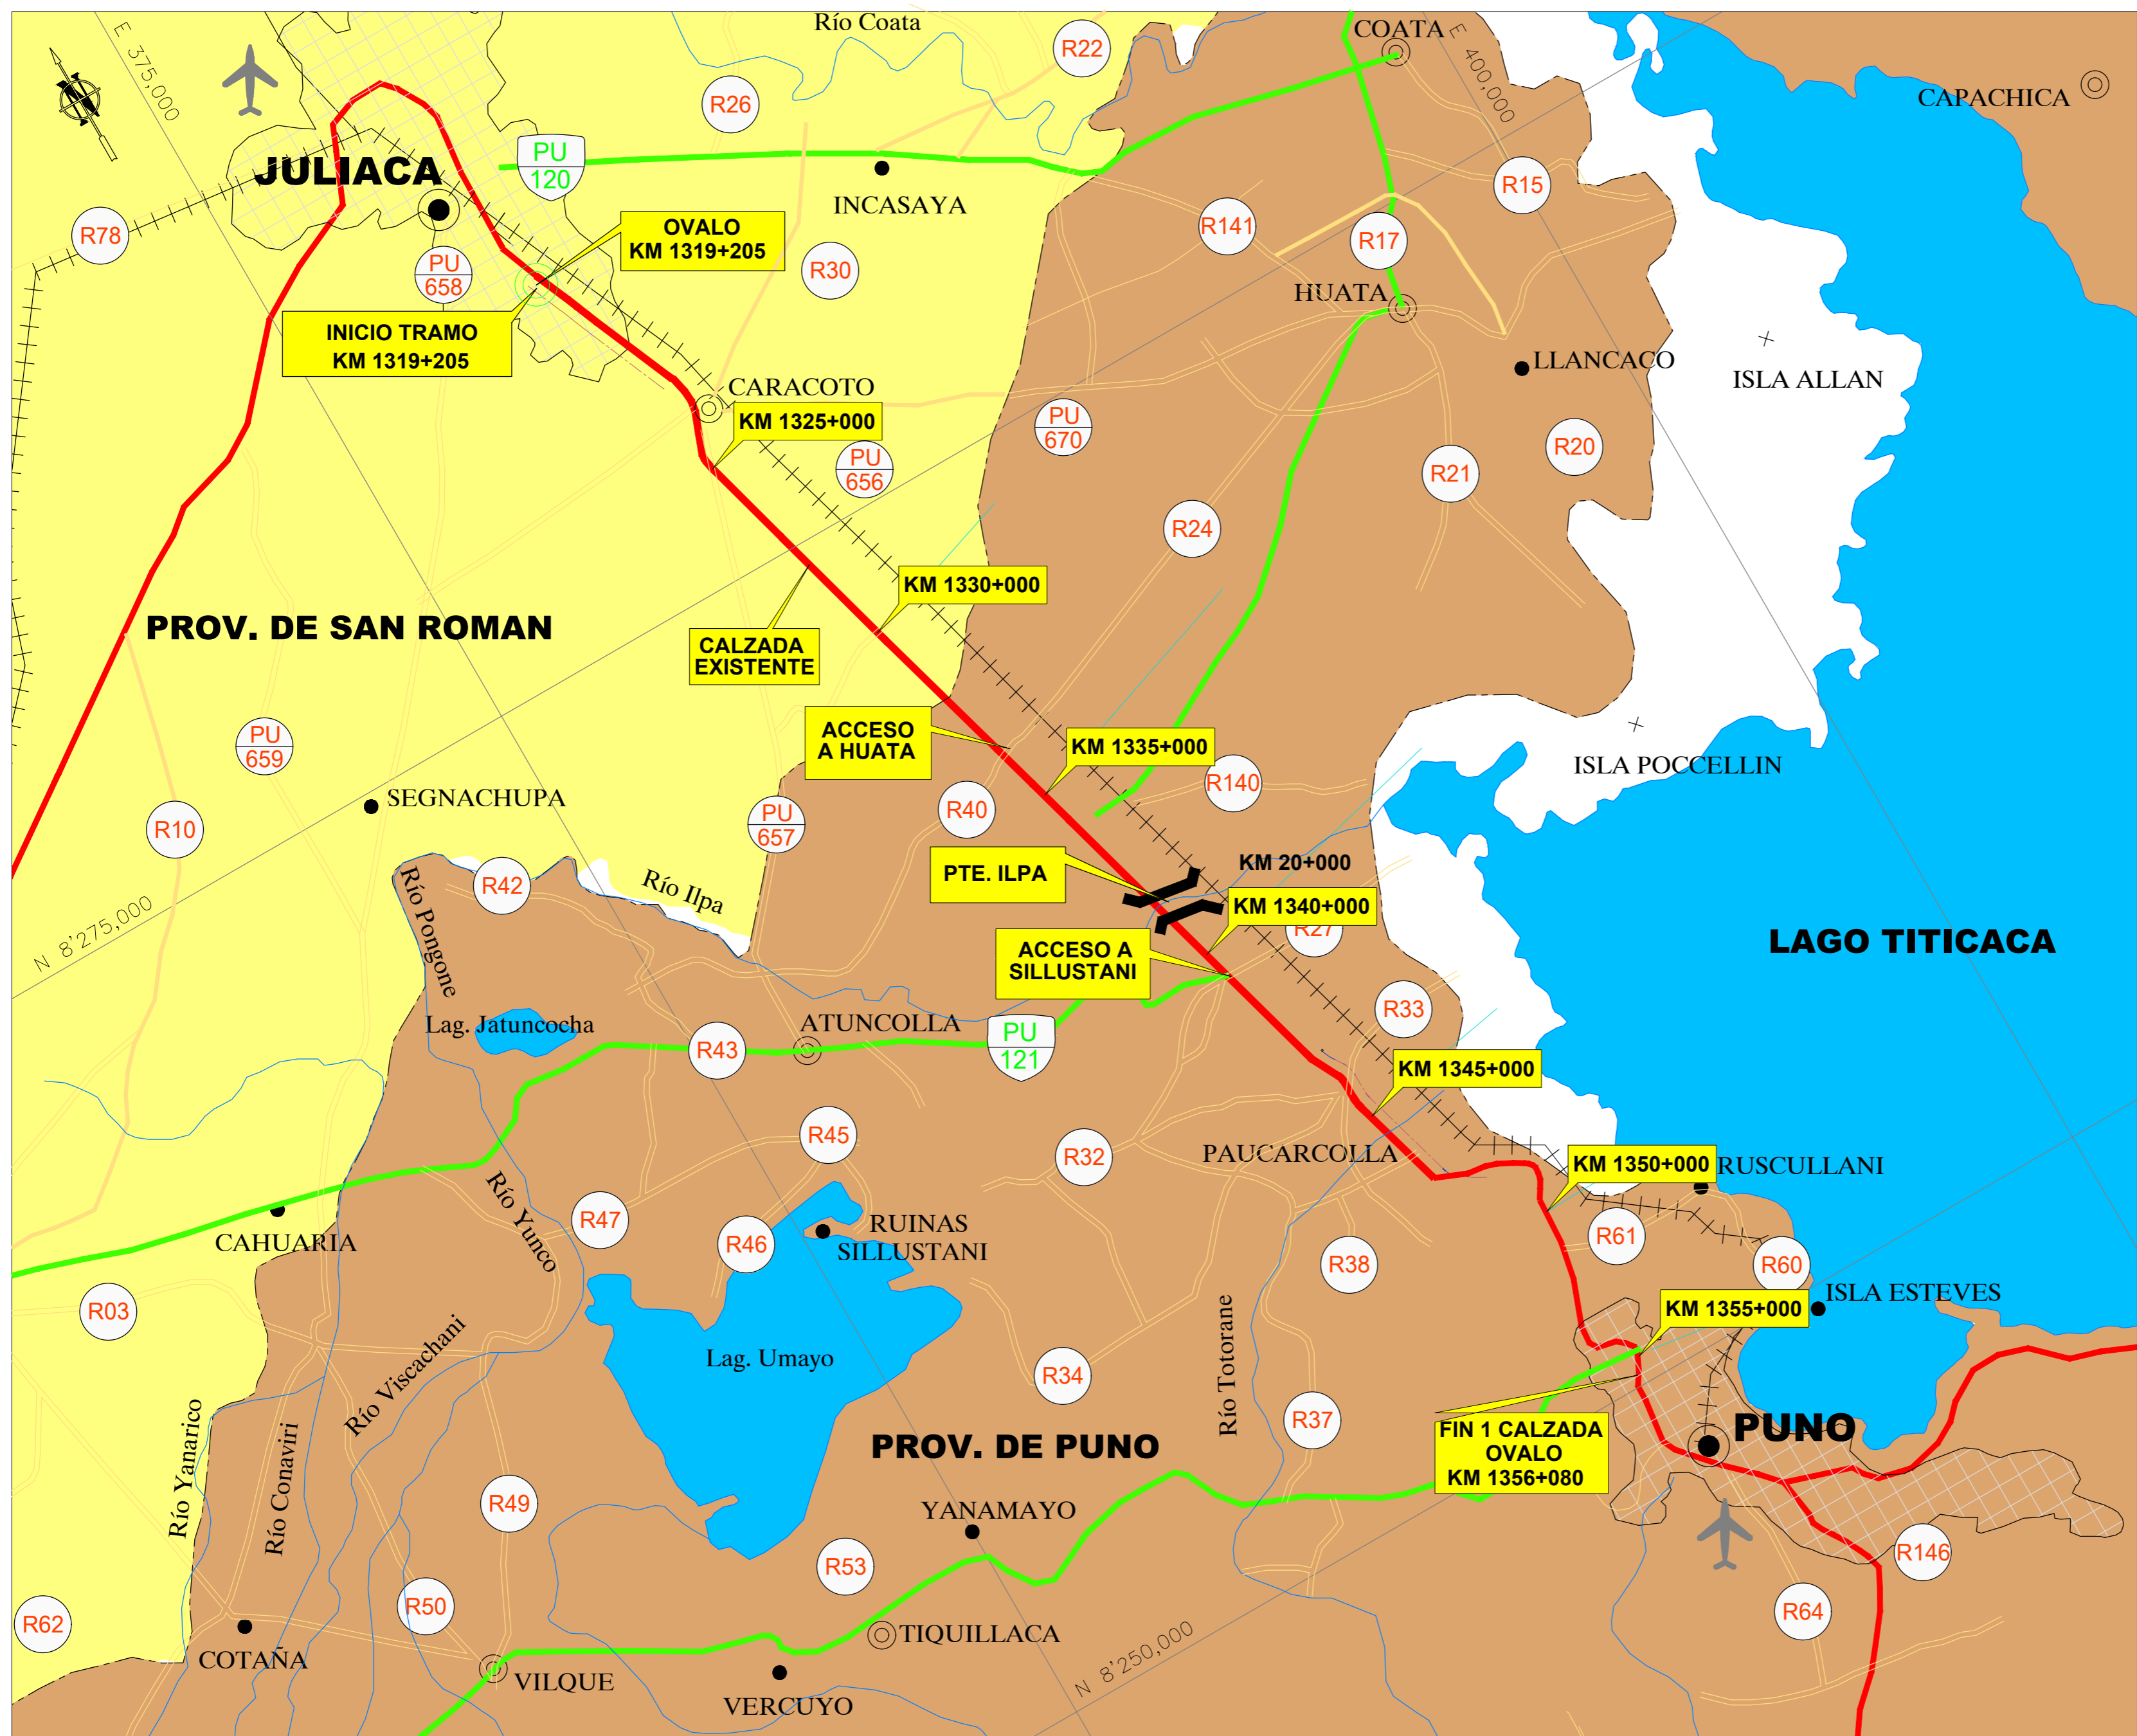 Río Coata
COATA
E 375,000
E 400,000
R22
R26
CAPACHICA
N
PU
120
JULIACA
INCASAYA
R15
R78
OVALO
KM 1319+205
R141
R17
PU
658
R30
HUATA
INICIO TRAMO
KM 1319+205
LLANCACO
ISLA ALLAN
CARACOTO
KM 1325+000
PU
670
R20
PU
656
R21
R24
KM 1330+000
PROV. DE SAN ROMAN
CALZADA
EXISTENTE
ACCESO
A HUATA
KM 1335+000
PU
659
ISLA POCCELLIN
R140
SEGNACHUPA
R40
R10
PU
657
KM 20+000
PTE. ILPA
R42
Río Ilpa
KM 1340+000
R27
Río Pongone
N 8'275,000
LAGO TITICACA
ACCESO A
SILLUSTANI
R33
Lag. Jatuncocha
ATUNCOLLA
PU
121
R43
KM 1345+000
R45
PAUCARCOLLA
R32
KM 1350+000
RUSCULLANI
Río Yunco
R47
RUINAS
SILLUSTANI
CAHUARIA
R46
R61
R38
R60
ISLA ESTEVES
R03
KM 1355+000
Río Viscachani
Río Totorane
Lag. Umayo
R34
R37
FIN 1 CALZADA
OVALO
KM 1356+080
PUNO
PROV. DE PUNO
Río Yanarico
Río Conaviri
R49
YANAMAYO
R53
R146
R50
R62
R64
TIQUILLACA
COTAÑA
VILQUE
VERCUYO
N 8'250,000